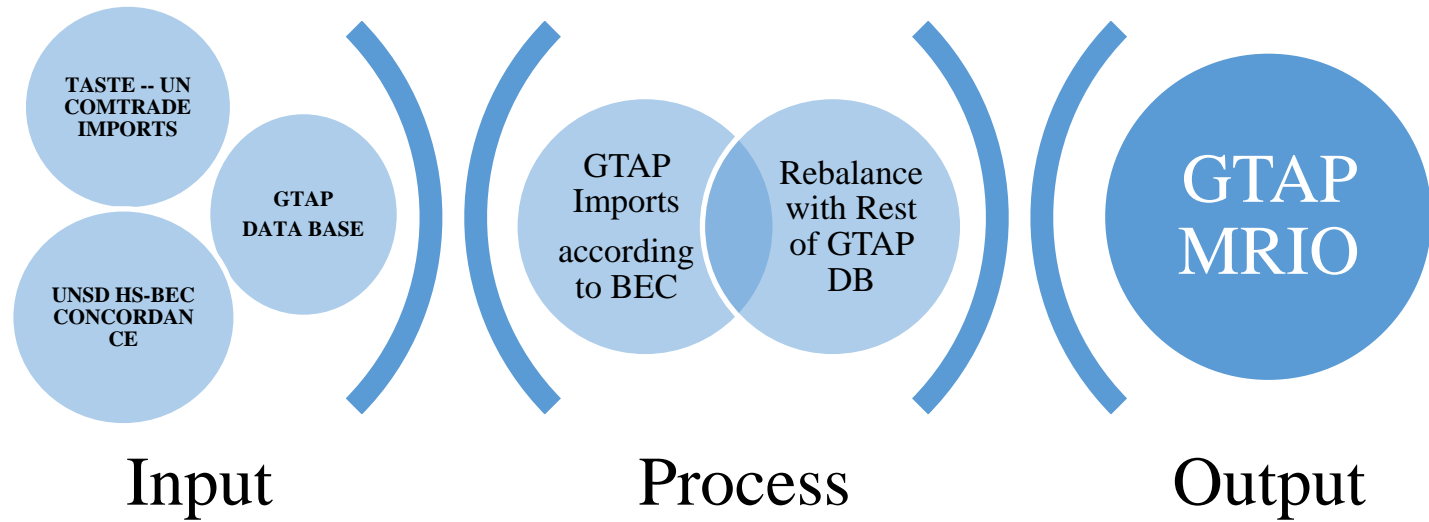 TASTE -- UN
COMTRADE
IMPORTS
GTAP
DATA BASE
UNSD HS-BEC
CONCORDAN
CE
Input
GTAP
Imports
according
to BEC
Rebalance
with Rest
of GTAP
DB
Process
GTAP
MRIO
Output